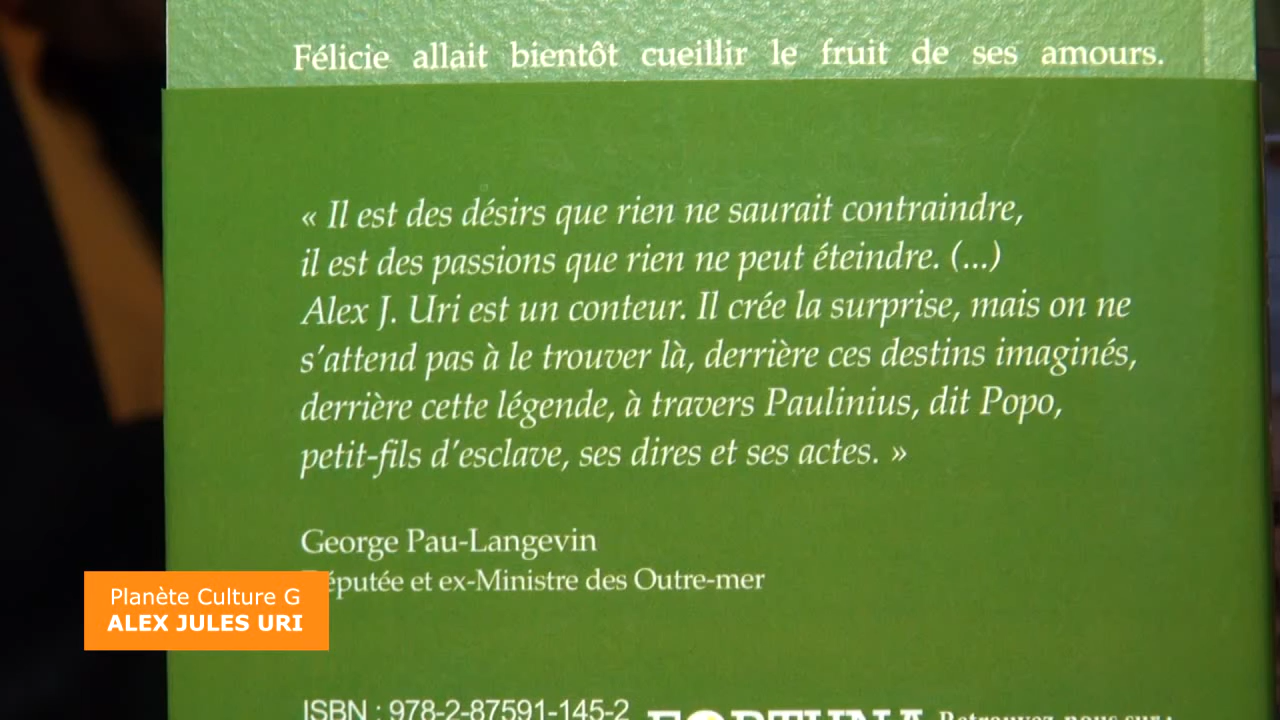 Félicie allait bientôt cueillir le fruit de ses amours.
« Il est des désirs que rien ne saurait contraindre,
il est des passions que rien ne peut éteindre. (...)
Alex J. Uri est un conteur. Il crée la surprise, mais on ne
s'attend pas à le trouver là, derrière ces destins imaginés,
derrière cette légende, à travers Paulinius, dit Popo,
petit-fils d'esclave, ses dires et ses actes. »
George Pau-Langevin
Députée et ex-Ministre des Outre-mer
Planète Culture G
ALEX JULES URI
ISBN : 978-2-87591-145-2
FORTUNA Retrouvez-nous sur :